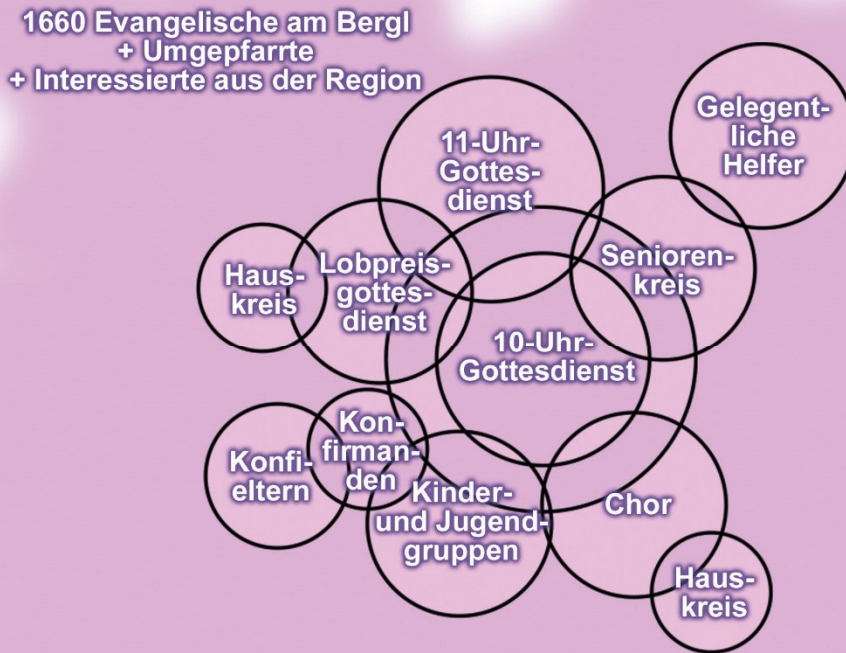 1660 Evangelische am Bergl
+ Umgepfarrte
+ Interessierte aus der Region
Gelegent-
liche
Helfer
11-Uhr-
Gottes-
dienst
Senioren-
kreis
Haus-
kreis
Lobpreis-
gottes-
dienst
10-Uhr-
Gottesdienst
Kon-
firman-
den
Konfi-
eltern
Kinder-
und Jugend-
gruppen
Chor
Haus-
kreis